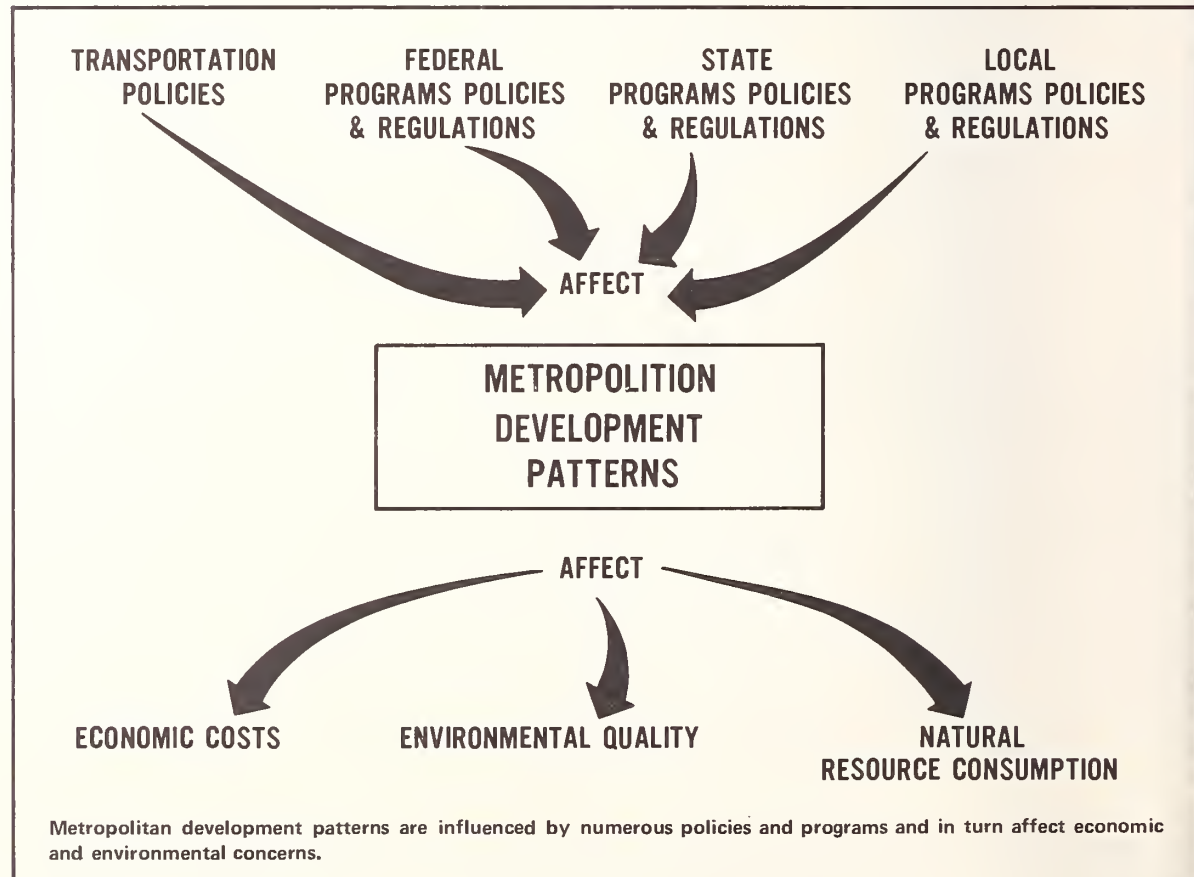 TRANSPORTATION
POLICIES
FEDERAL
PROGRAMS POLICIES
& REGULATIONS
STATE
PROGRAMS POLICIES
& REGULATIONS
LOCAL
PROGRAMS POLICIES
& REGULATIONS
AFFECT
METROPOLITION
DEVELOPMENT
PATTERNS
AFFECT
ECONOMIC COSTS
ENVIRONMENTAL QUALITY
NATURAL
RESOURCE CONSUMPTION
Metropolitan development patterns are influenced by numerous policies and programs and in turn affect economic
and environmental concerns.